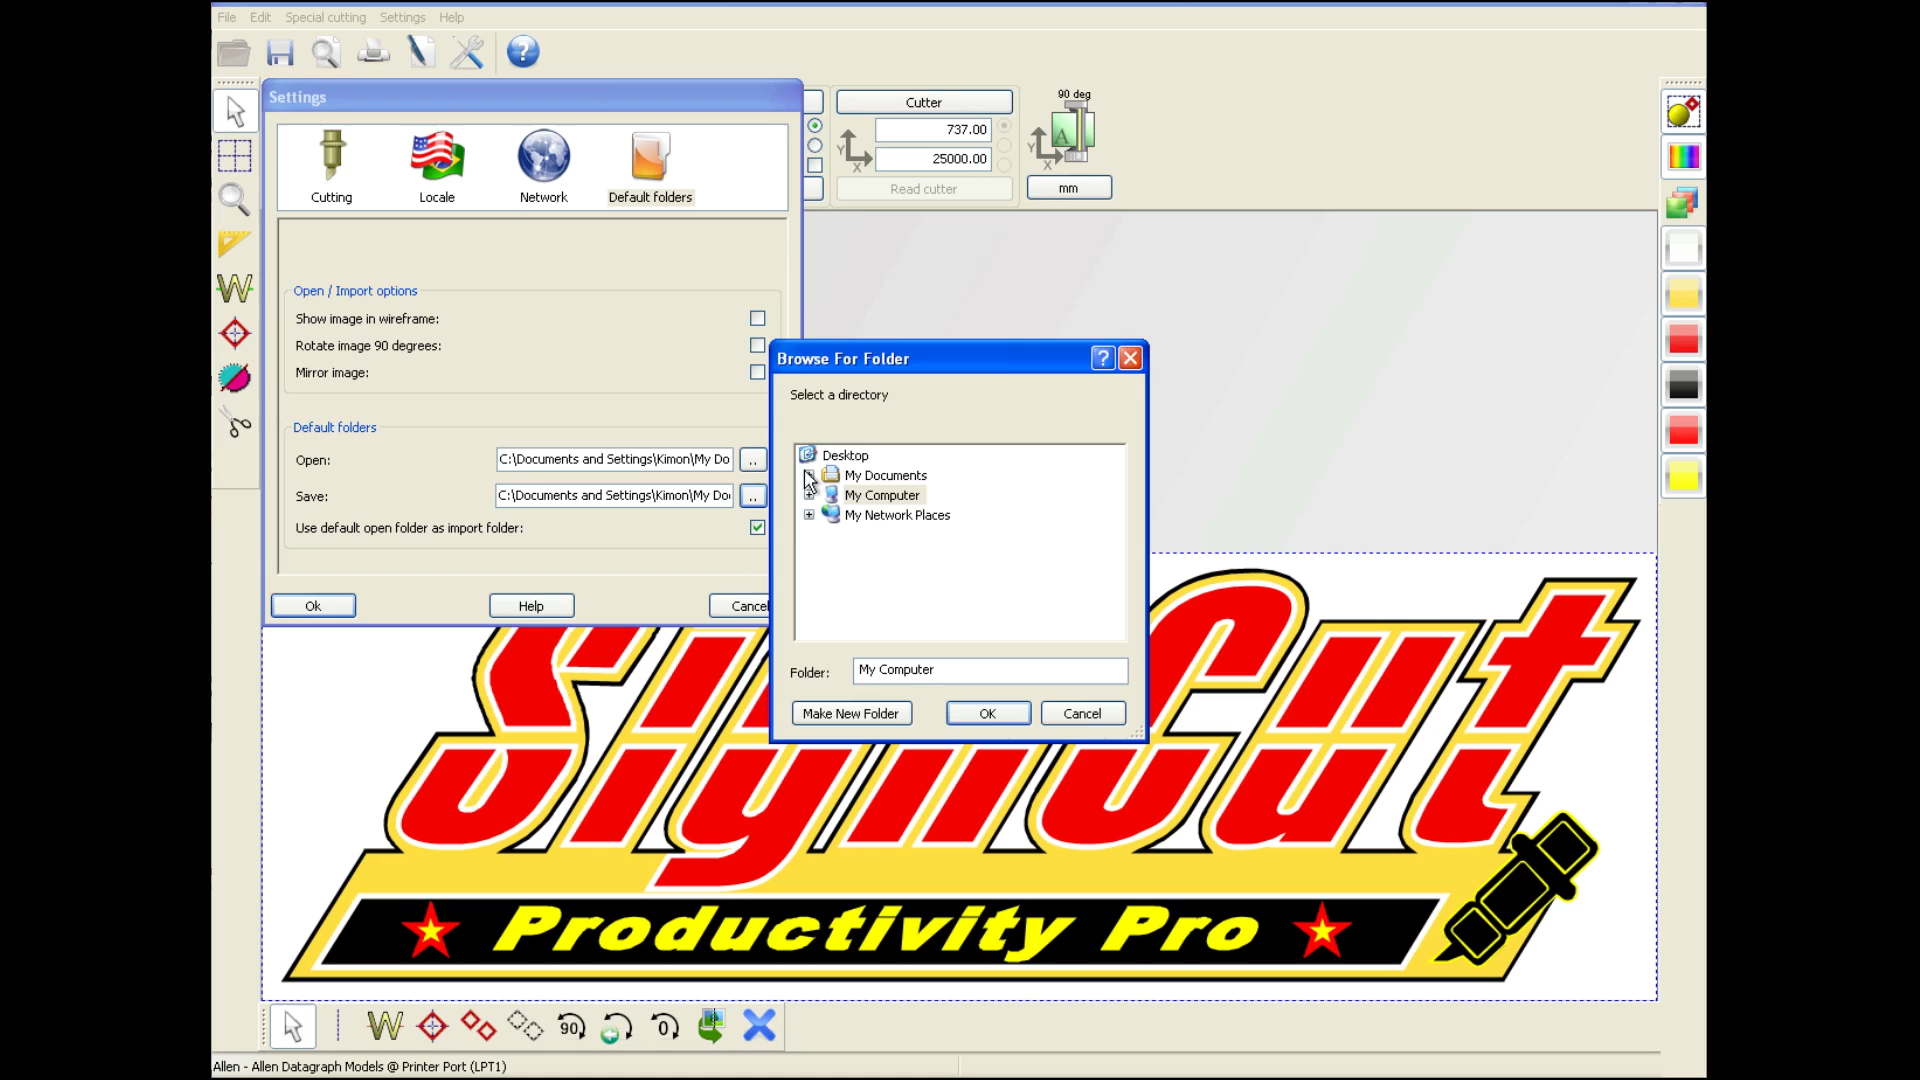 File Edit Special cutting Settings Help
Settings
Cutting Locale Network Default folders
Open / Import options
Show image in wireframe:
Rotate image 90 degrees:
Mirror image:
Default folders
Open: C:\Documents and Settings\Kimon\My Do ..
Save: C:\Documents and Settings\Kimon\My Do ..
Use default open folder as import folder:
Ok Help Cancel
Cutter
Y X 737.00
25000.00
Read cutter
90 deg
A
Y X
mm
Browse For Folder
Select a directory
Desktop
My Documents
My Computer
My Network Places
Folder: My Computer
Make New Folder OK Cancel
SignCut
Productivity Pro
W 90 0
Allen - Allen Datagraph Models @ Printer Port (LPT1)